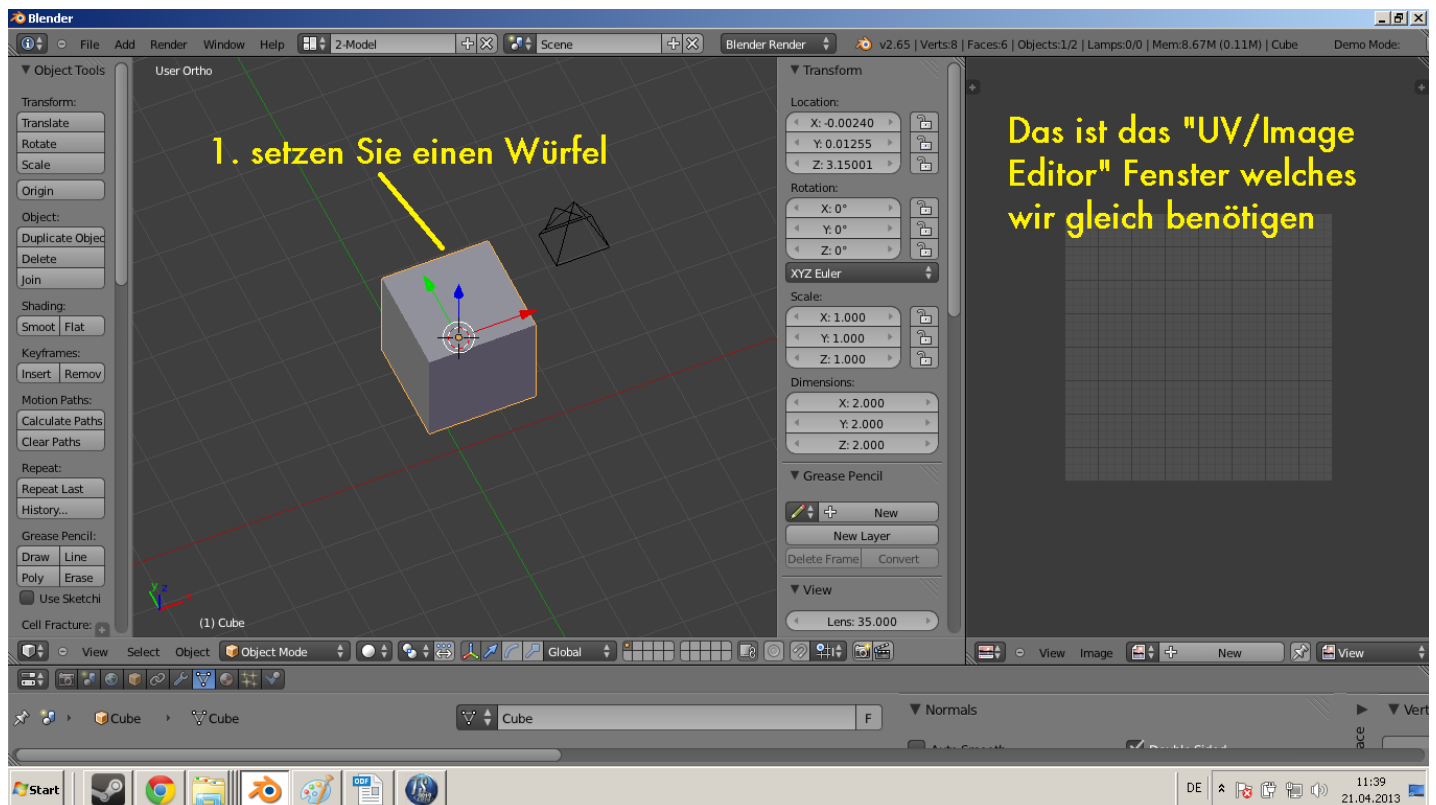 Blender
File Add Render Window Help 2-Model Scene Blender Render v2.65 | Verts:8 | Faces:6 | Objects:1/2 | Lamps:0/0 | Mem:8.67M (0.11M) | Cube Demo Mode:
Object Tools
Transform:
Translate
Rotate
Scale
Origin
Object:
Duplicate Objec
Delete
Join
Shading:
Smoot Flat
Keyframes:
Insert Remov
Motion Paths:
Calculate Paths
Clear Paths
Repeat:
Repeat Last
History...
Grease Pencil:
Draw Line
Poly Erase
Use Sketchi
Cell Fracture:
User Ortho
1. setzen Sie einen Würfel
y z x
(1) Cube
Transform
Location:
X: -0.00240
Y: 0.01255
Z: 3.15001
Rotation:
X: 0°
Y: 0°
Z: 0°
XYZ Euler
Scale:
X: 1.000
Y: 1.000
Z: 1.000
Dimensions:
X: 2.000
Y: 2.000
Z: 2.000
Grease Pencil
New
New Layer
Delete Frame Convert
View
Lens: 35.000
Das ist das "UV/Image
Editor" Fenster welches
wir gleich benötigen
View Select Object Object Mode Global
View Image New View
Cube Cube
Cube F
Normals
Auto Smooth Double Sided
Vert
Start
ODF
DE
11:39
21.04.2013